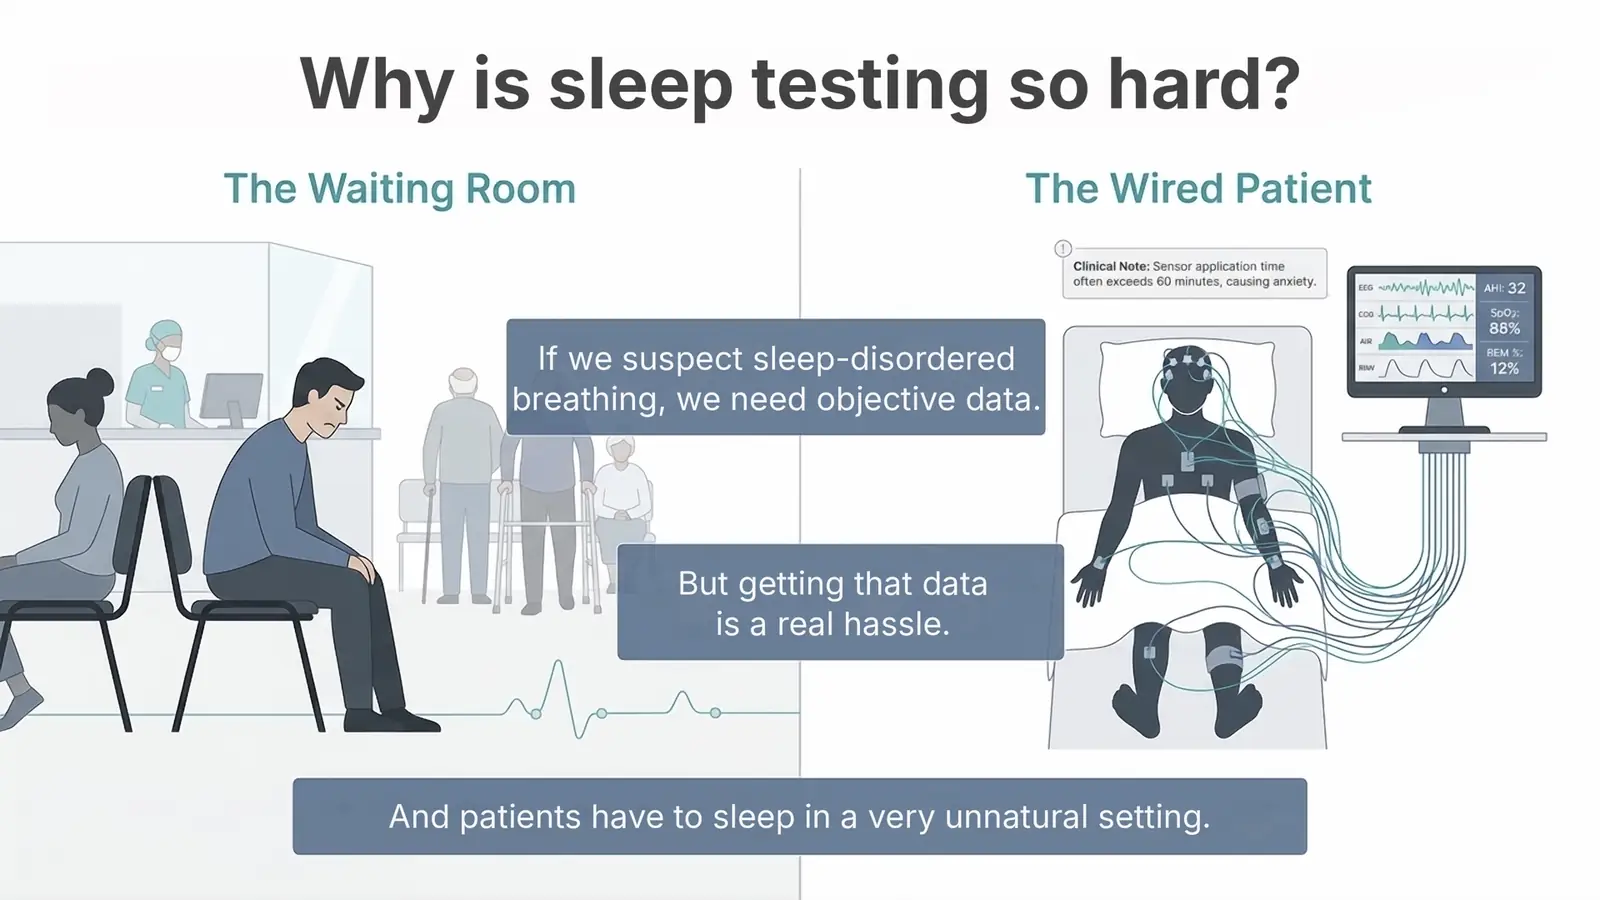 Why is sleep testing so hard?
The Waiting Room
The Wired Patient
Clinical Note: Sensor application time
often exceeds 60 minutes, causing anxiety.
EEG
COG
AIR
AHI: 32
SpO₂:
88%
BEM %:
12%
If we suspect sleep-disordered
breathing, we need objective data.
But getting that data
is a real hassle.
And patients have to sleep in a very unnatural setting.